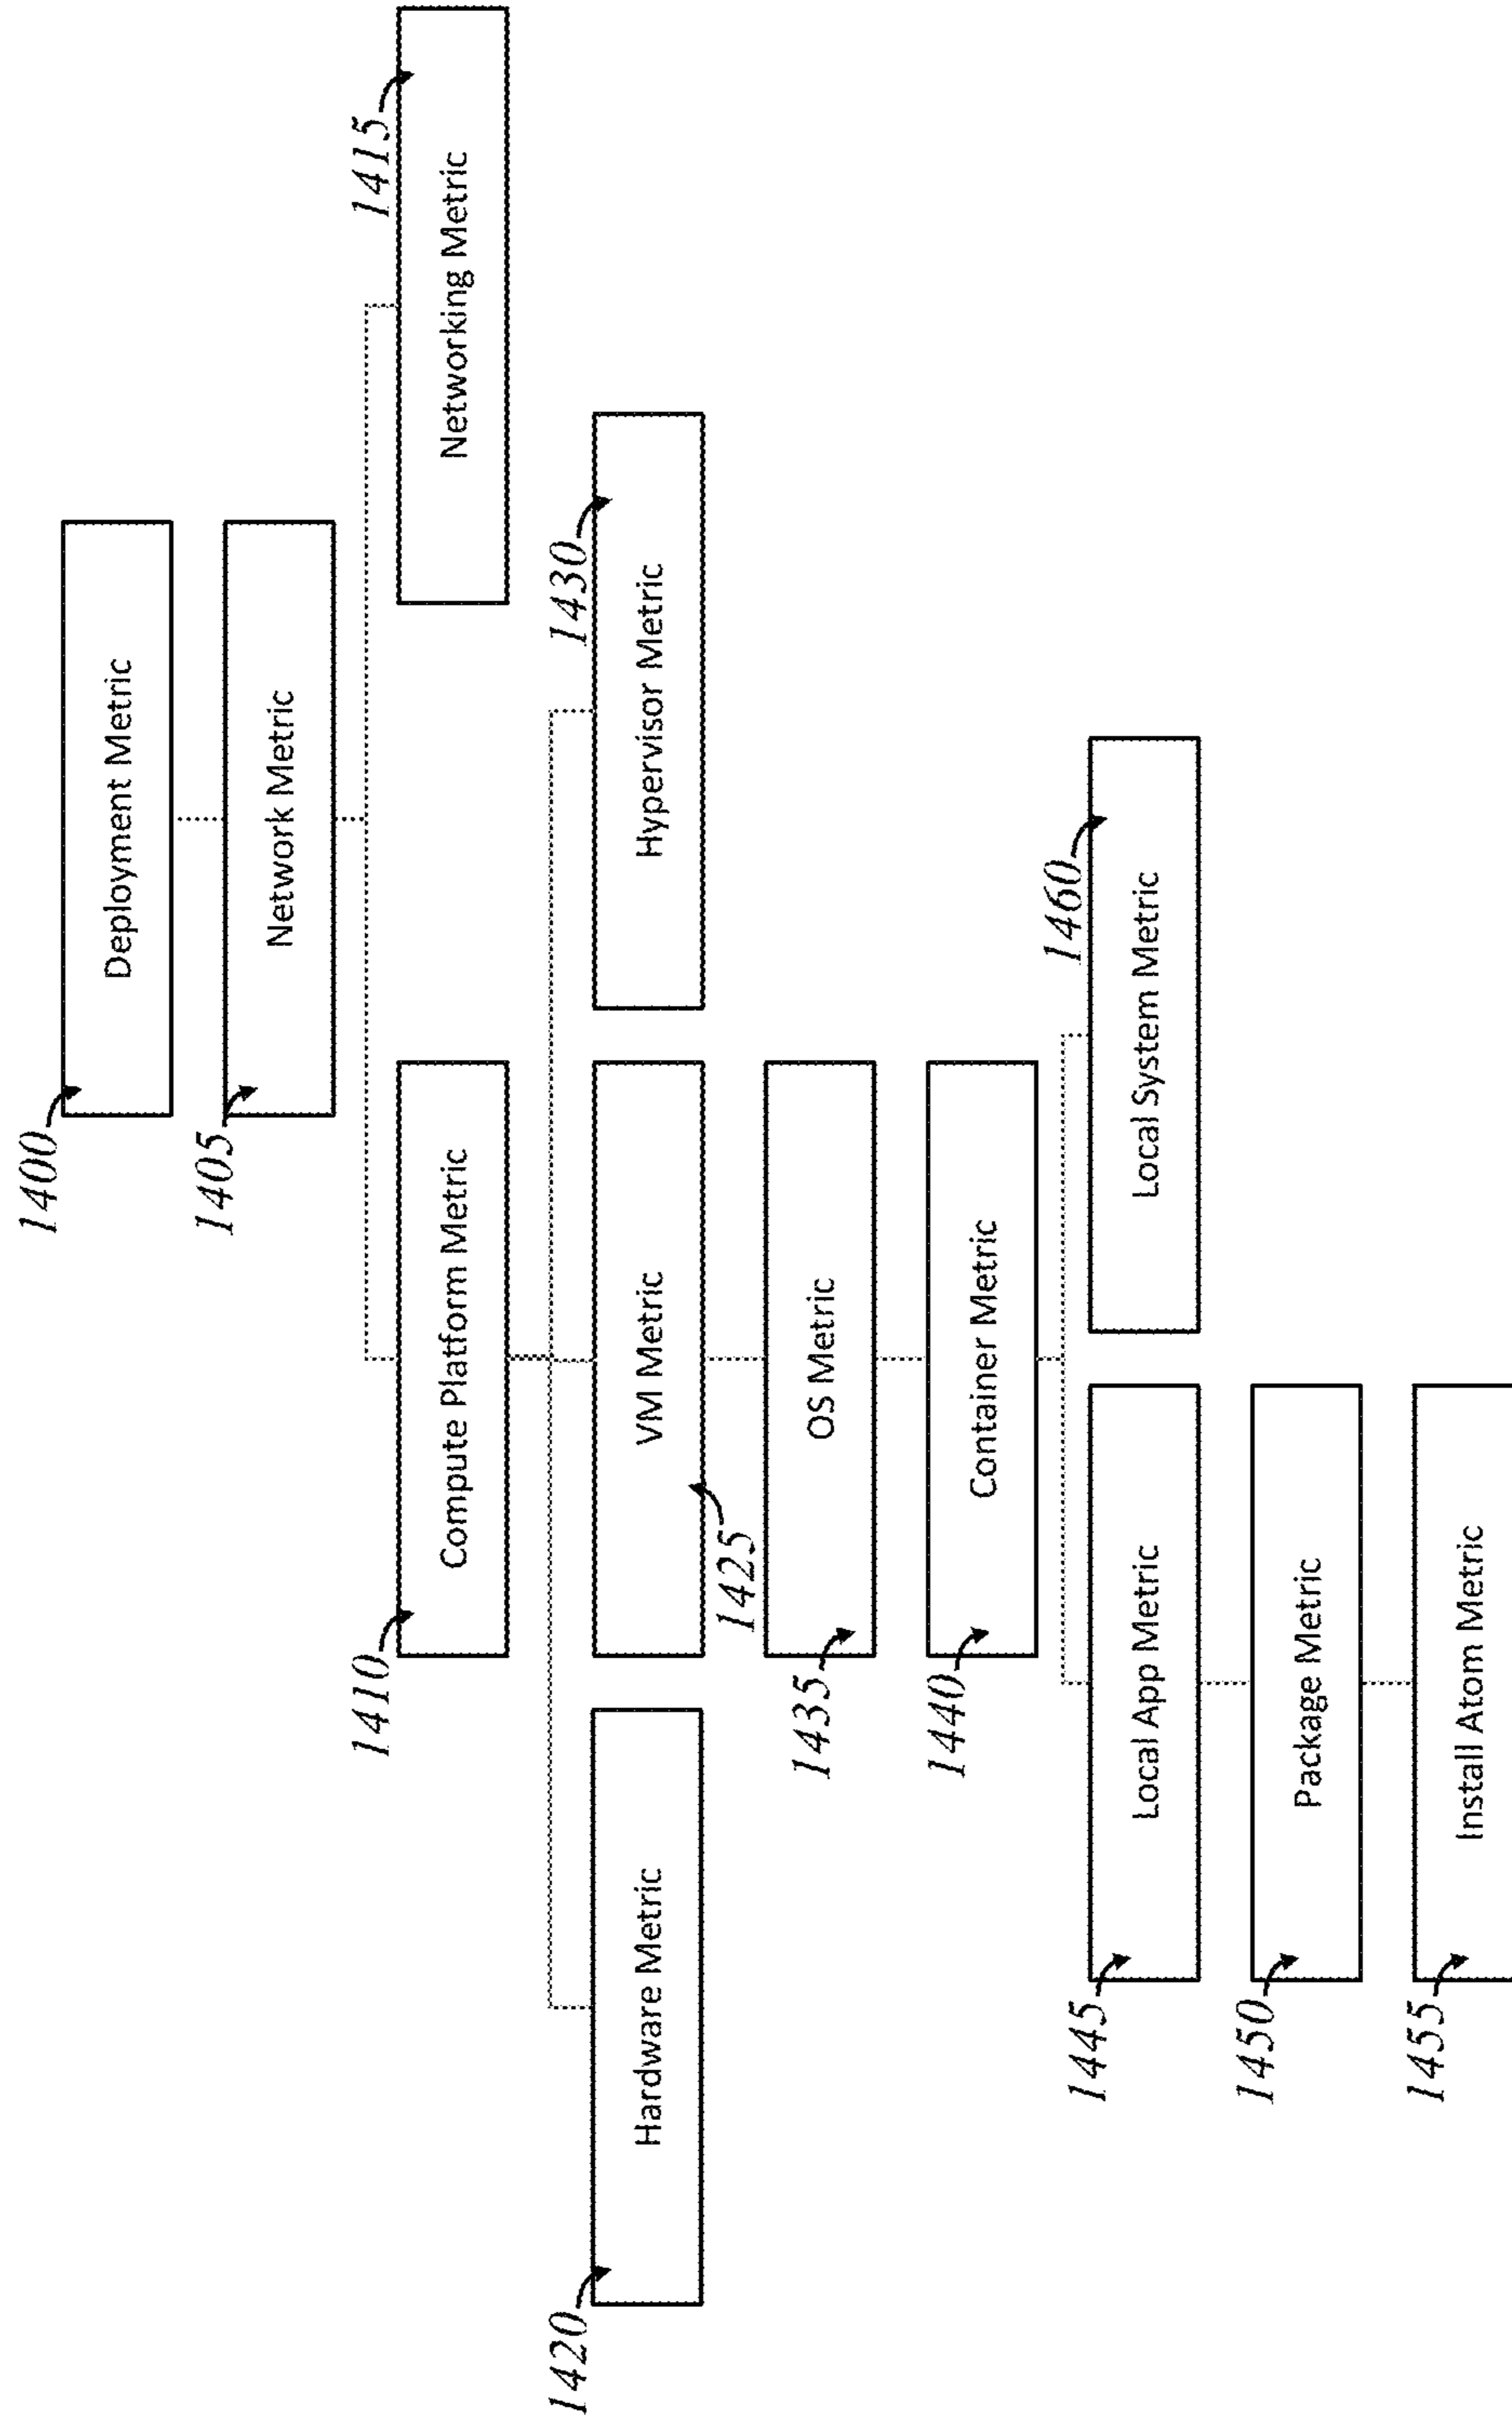 1400
Deployment Metric
1405
Network Metric
1410
Compute Platform Metric
1415
Networking Metric
1420
Hardware Metric
VM Metric
1425
1430
Hypervisor Metric
1435
OS Metric
1440
Container Metric
1445
Local App Metric
1460
Local System Metric
1450
Package Metric
1455
Install Atom Metric